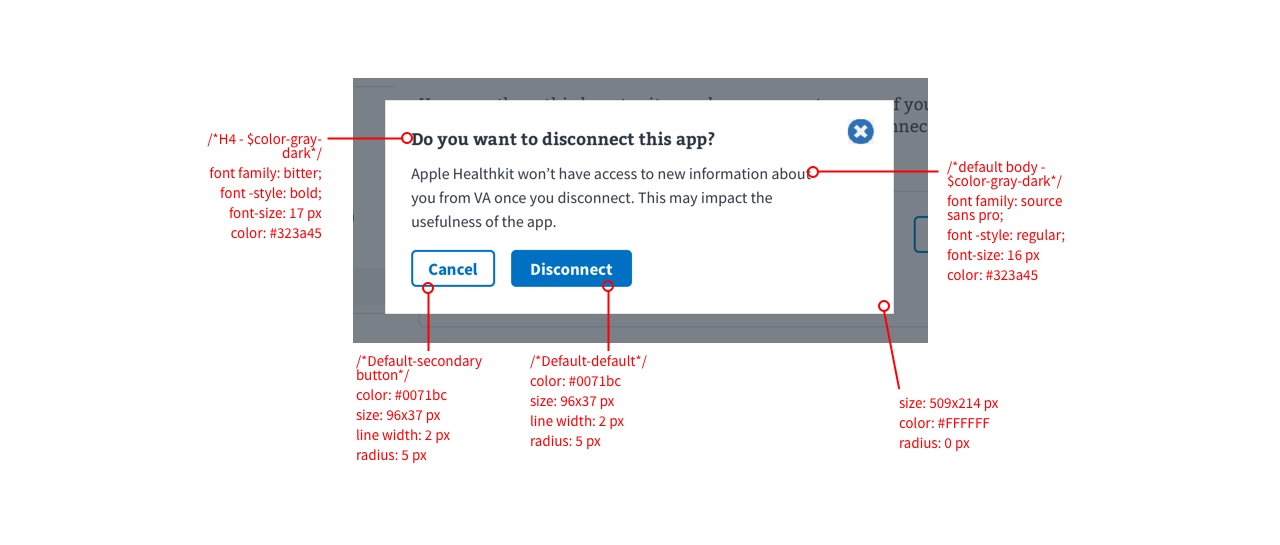 f you
nnec
/*H4 - $color-gray-
dark*/
font family: bitter;
font -style: bold;
font-size: 17 px
color: #323a45
Do you want to disconnect this app?
Apple Healthkit won’t have access to new information about
you from VA once you disconnect. This may impact the
usefulness of the app.
Cancel
Disconnect
/*default body -
$color-gray-dark*/
font family: source
sans pro;
font -style: regular;
font-size: 16 px
color: #323a45
/*Default-secondary
button*/
color: #0071bc
size: 96x37 px
line width: 2 px
radius: 5 px
/*Default-default*/
color: #0071bc
size: 96x37 px
line width: 2 px
radius: 5 px
size: 509x214 px
color: #FFFFFF
radius: 0 px